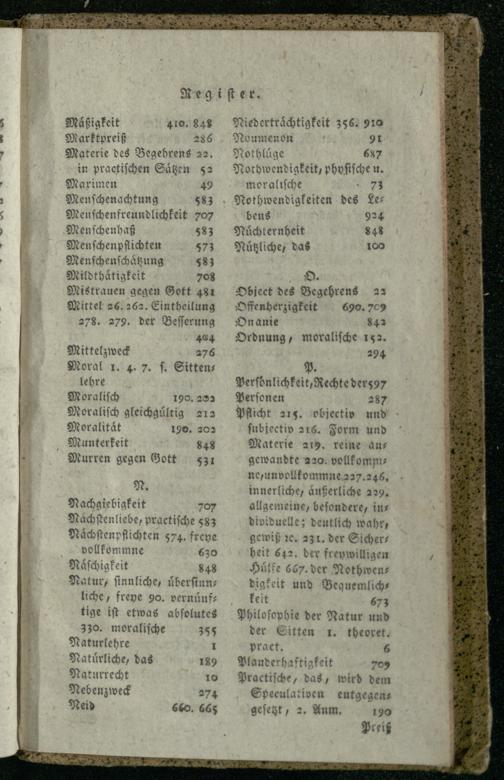 Register.
Mäßigkeit 410. 848
Marktpreiß 286
Materie des Begehrens 22.
in practischen Sätzen 52
Maximen 49
Menschenachtung 583
Menschenfreundlichkeit 707
Menschenhaß 583
Menschenpflichten 573
Menschenschätzung 583
Mildthätigkeit 708
Mistrauen gegen Gott 481
Mittel 26. 262. Eintheilung
278. 279. der Besserung
404
Mittelzweck 276
Moral 1. 4. 7. s. Sitten-
lehre
Moralisch 190. 202
Moralisch gleichgültig 212
Moralität 190. 202
Munterkeit 848
Murren gegen Gott 531
N.
Nachgiebigkeit 707
Nächstenliebe, practische 583
Nächstenpflichten 574. freye
vollkommne 630
Näschigkeit 848
Natur, sinnliche, übersinn-
liche, freye 90. vernünf-
tige ist etwas absolutes
330. moralische 355
Naturlehre 1
Natürliche, das 189
Naturrecht 10
Nebenzweck 274
Neid 660. 665
Niederträchtigkeit 356. 910
Noumenon 91
Nothlüge 687
Nothwendigkeit, physische u.
moralische 73
Nothwendigkeiten des Le-
bens 924
Nüchternheit 848
Nützliche, das 100
O.
Object des Begehrens 22
Offenherzigkeit 690. 709
Onanie 842
Ordnung, moralische 152.
294
P.
Persönlichkeit, Rechte der 597
Personen 287
Pflicht 215. objectiv und
subjectiv 216. Form und
Materie 219. reine an-
gewandte 220. vollkomm-
ne, unvollkommne. 227. 246.
innerliche, äußerliche 229.
allgemeine, besondere, in-
dividuelle; deutlich wahr,
gewiß ꝛc. 231. der Sicher-
heit 642. der freywilligen
Hülfe 667. der Nothwen-
digkeit und Bequemlich-
keit 673
Philosophie der Natur und
der Sitten 1. theoret.
pract. 6
Plauderhaftigkeit 709
Practische, das, wird dem
Speculativen entgegen-
gesetzt, 2. Anm. 190
Preiß